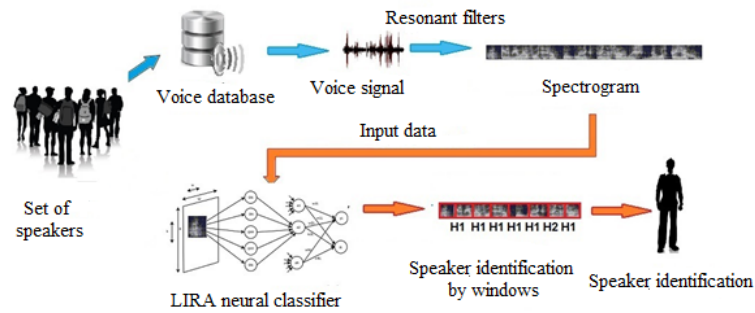 Resonant filters
Voice database
Voice signal
Spectrogram
Input data
Set of
speakers
H1 H1 H1 H1 H1 H2 H1
LIRA neural classifier
Speaker identification
by windows
Speaker identification